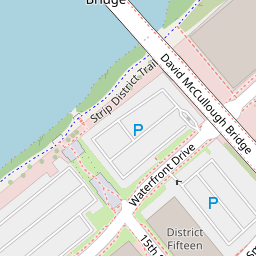 Bridge
Strip District Trail
David McCullough Bridge
P
Waterfront Drive
P
15th
District
Fifteen